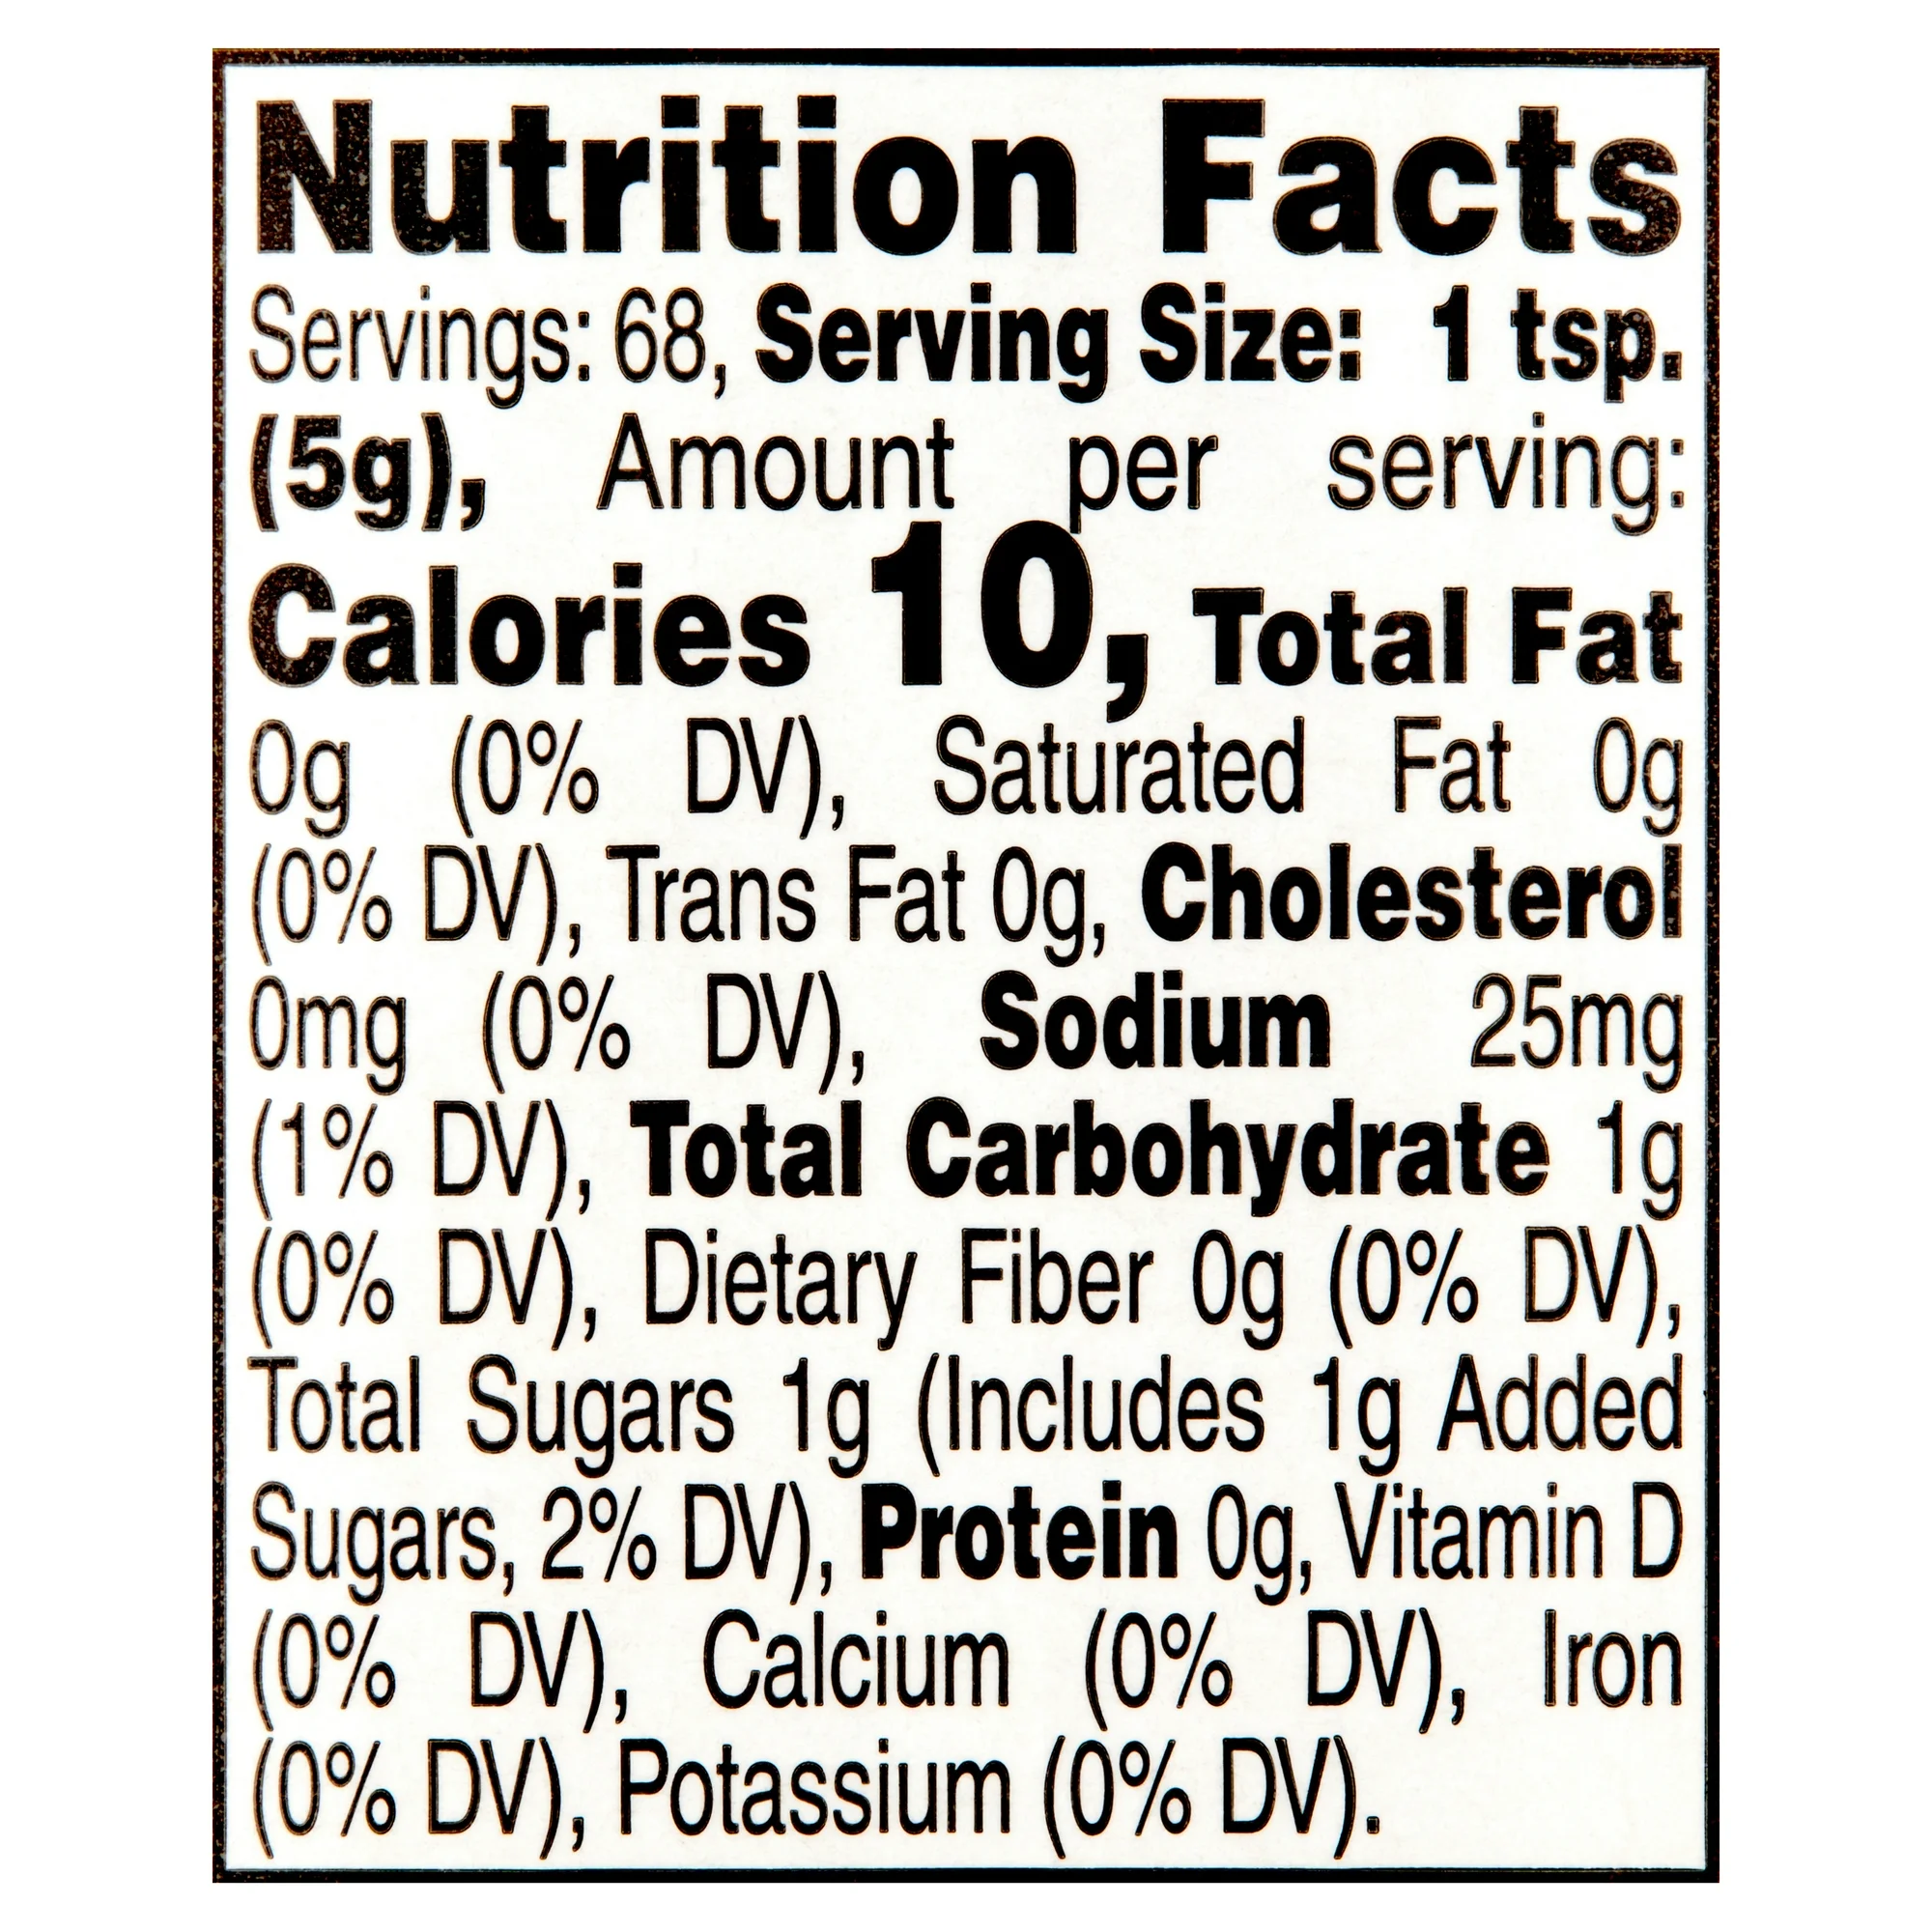 Nutrition Facts
Servings: 68, Serving Size: 1 tsp.
(5g), Amount per serving:
Calories 10, Total Fat
0g (0% DV), Saturated Fat 0g
(0% DV), Trans Fat 0g, Cholesterol
0mg (0% DV), Sodium 25mg
(1% DV), Total Carbohydrate 1g
(0% DV), Dietary Fiber 0g (0% DV),
Total Sugars 1g (Includes 1g Added
Sugars, 2% DV), Protein 0g, Vitamin D
(0% DV), Calcium (0% DV), Iron
(0% DV), Potassium (0% DV).